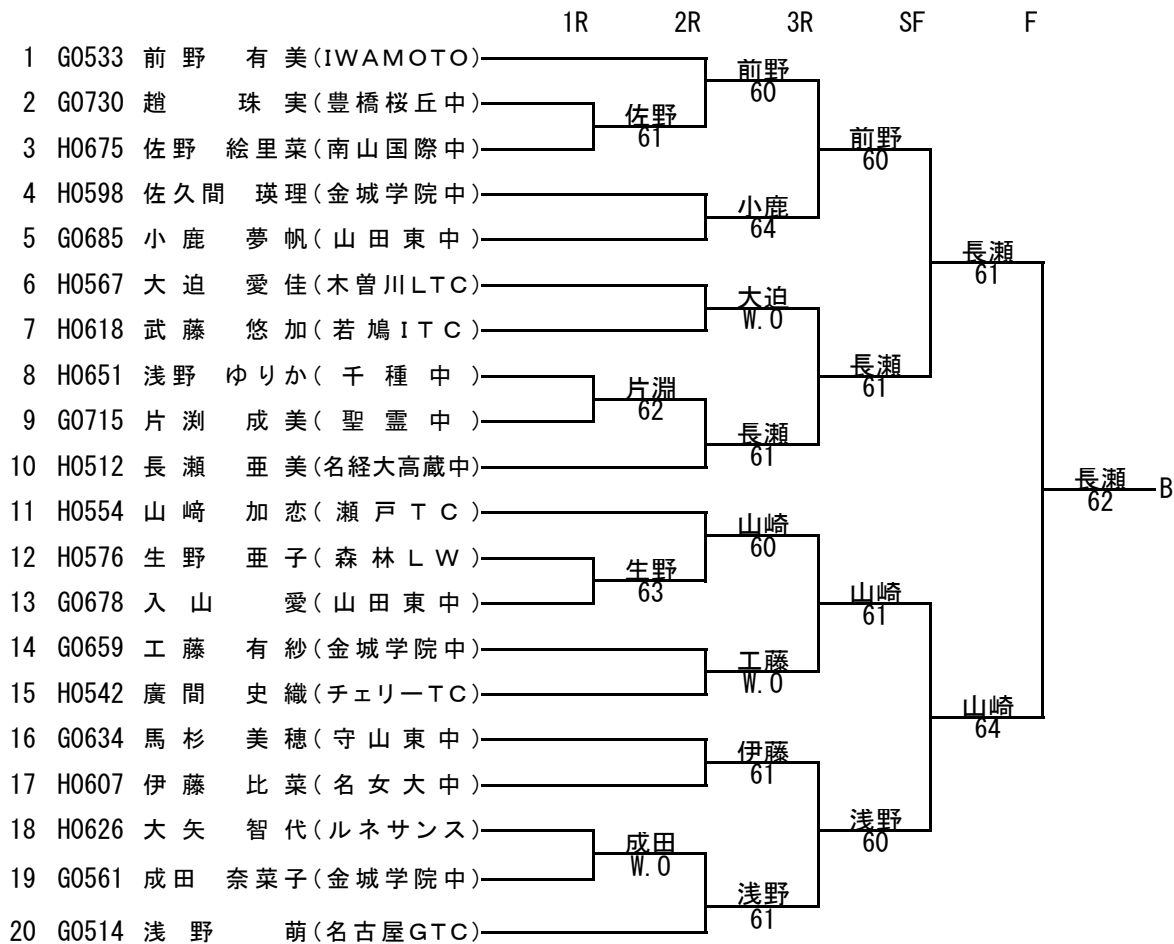 1R 2R 3R SF F
1 G0533 前野 有美(IWAMOTO)
2 G0730 趙 珠実(豊橋桜丘中)
3 H0675 佐野 絵里菜(南山国際中)
4 H0598 佐久間 瑛理(金城学院中)
5 G0685 小鹿 夢帆(山田東中)
6 H0567 大迫 愛佳(木曽川LTC)
7 H0618 武藤 悠加(若鳩ITC)
8 H0651 浅野 ゆりか(千種中)
9 G0715 片渕 成美(聖霊中)
10 H0512 長瀬 亜美(名経大高蔵中)
11 H0554 山﨑 加恋(瀬戸TC)
12 H0576 生野 亜子(森林LW)
13 G0678 入山 愛(山田東中)
14 G0659 工藤 有紗(金城学院中)
15 H0542 廣間 史織(チェリーTC)
16 G0634 馬杉 美穂(守山東中)
17 H0607 伊藤 比菜(名女大中)
18 H0626 大矢 智代(ルネサンス)
19 G0561 成田 奈菜子(金城学院中)
20 G0514 浅野 萌(名古屋GTC)
佐野
61
片淵
62
生野
63
成田
W.O
前野
60
小鹿
64
大迫
W.O
長瀬
61
山崎
60
工藤
W.O
伊藤
61
浅野
61
前野
60
長瀬
61
山崎
61
浅野
60
長瀬
61
山崎
64
長瀬
62
B